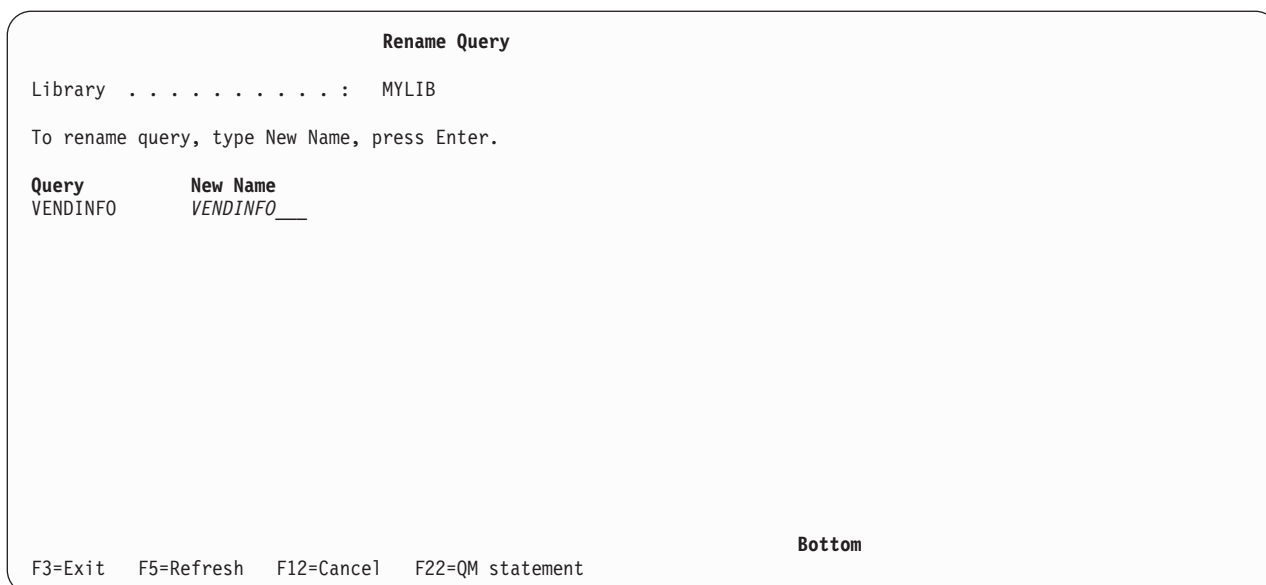 Rename Query
Library . . . . . . . . . . : MYLIB
To rename query, type New Name, press Enter.
Query New Name
VENDINFO VENDINFO___
Bottom
F3=Exit F5=Refresh F12=Cancel F22=QM statement